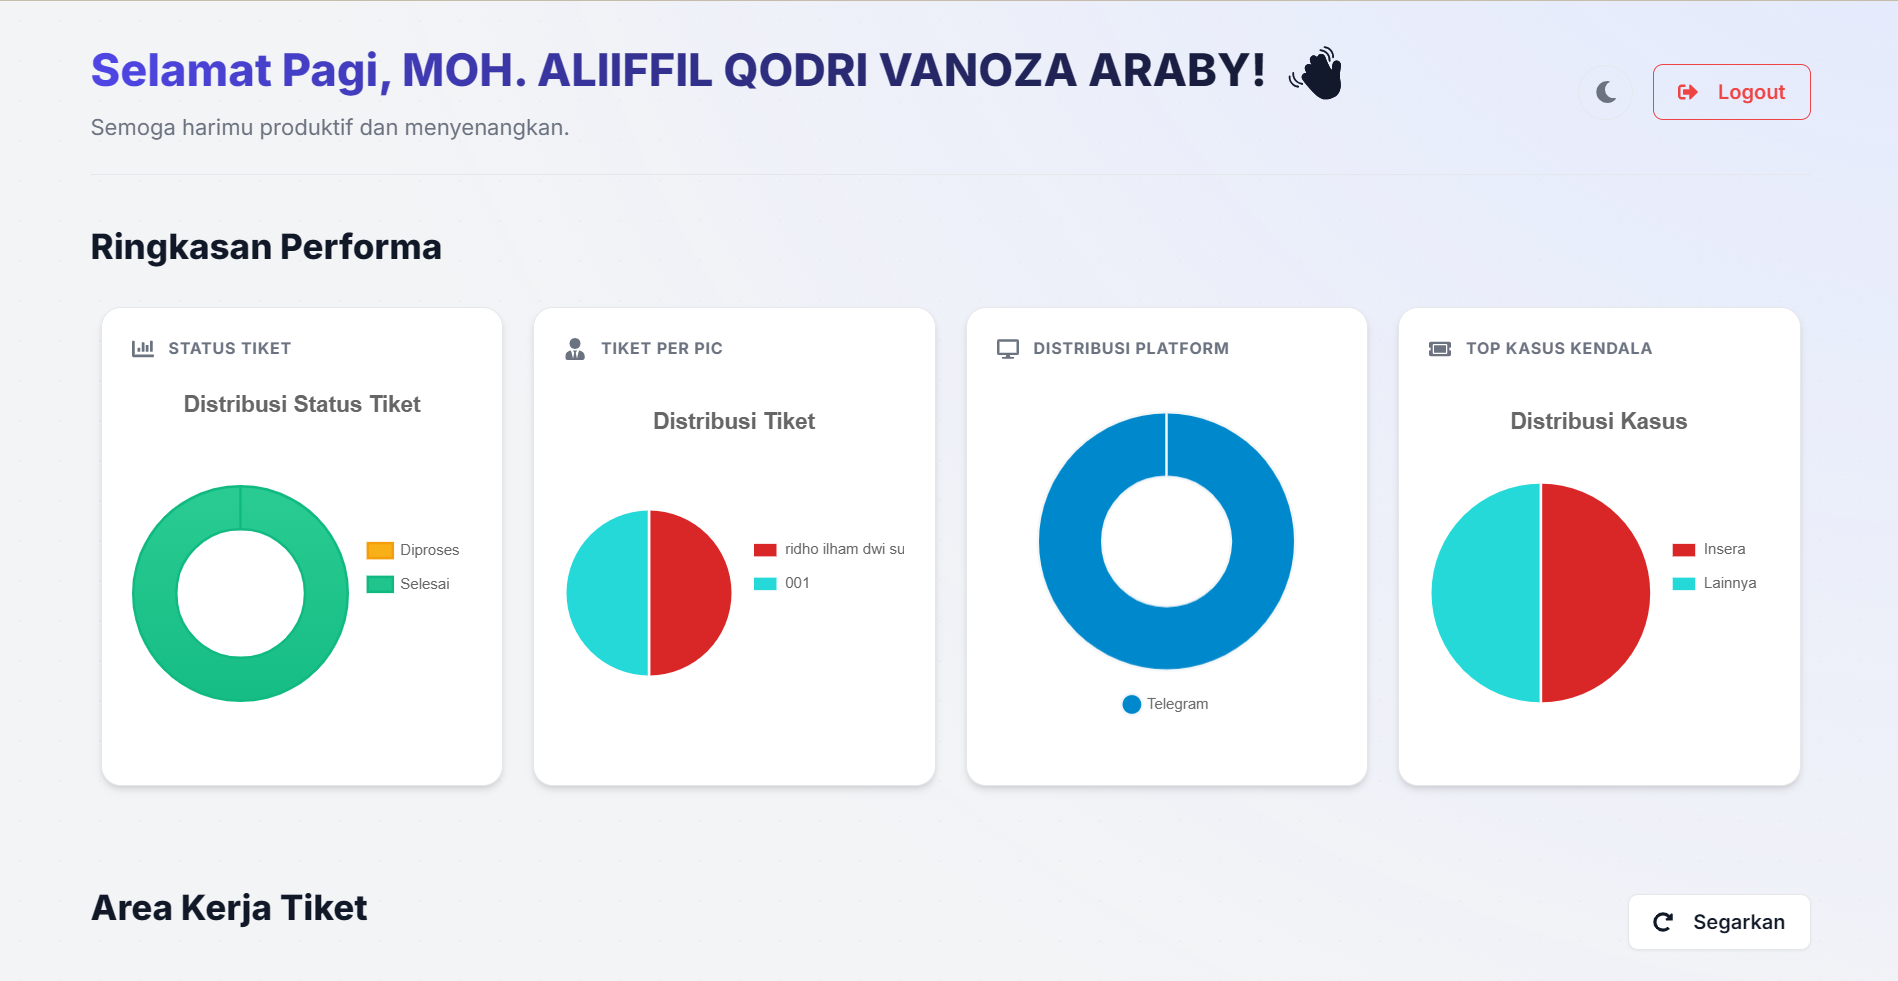 Selamat Pagi, MOH. ALIIFFIL QODRI VANOZA ARABY!
Semoga harimu produktif dan menyenangkan.
Logout
Ringkasan Performa
STATUS TIKET
Distribusi Status Tiket
Diproses
Selesai
TIKET PER PIC
Distribusi Tiket
ridho ilham dwi su
001
DISTRIBUSI PLATFORM
Telegram
TOP KASUS KENDALA
Distribusi Kasus
Insera
Lainnya
Area Kerja Tiket
Segarkan